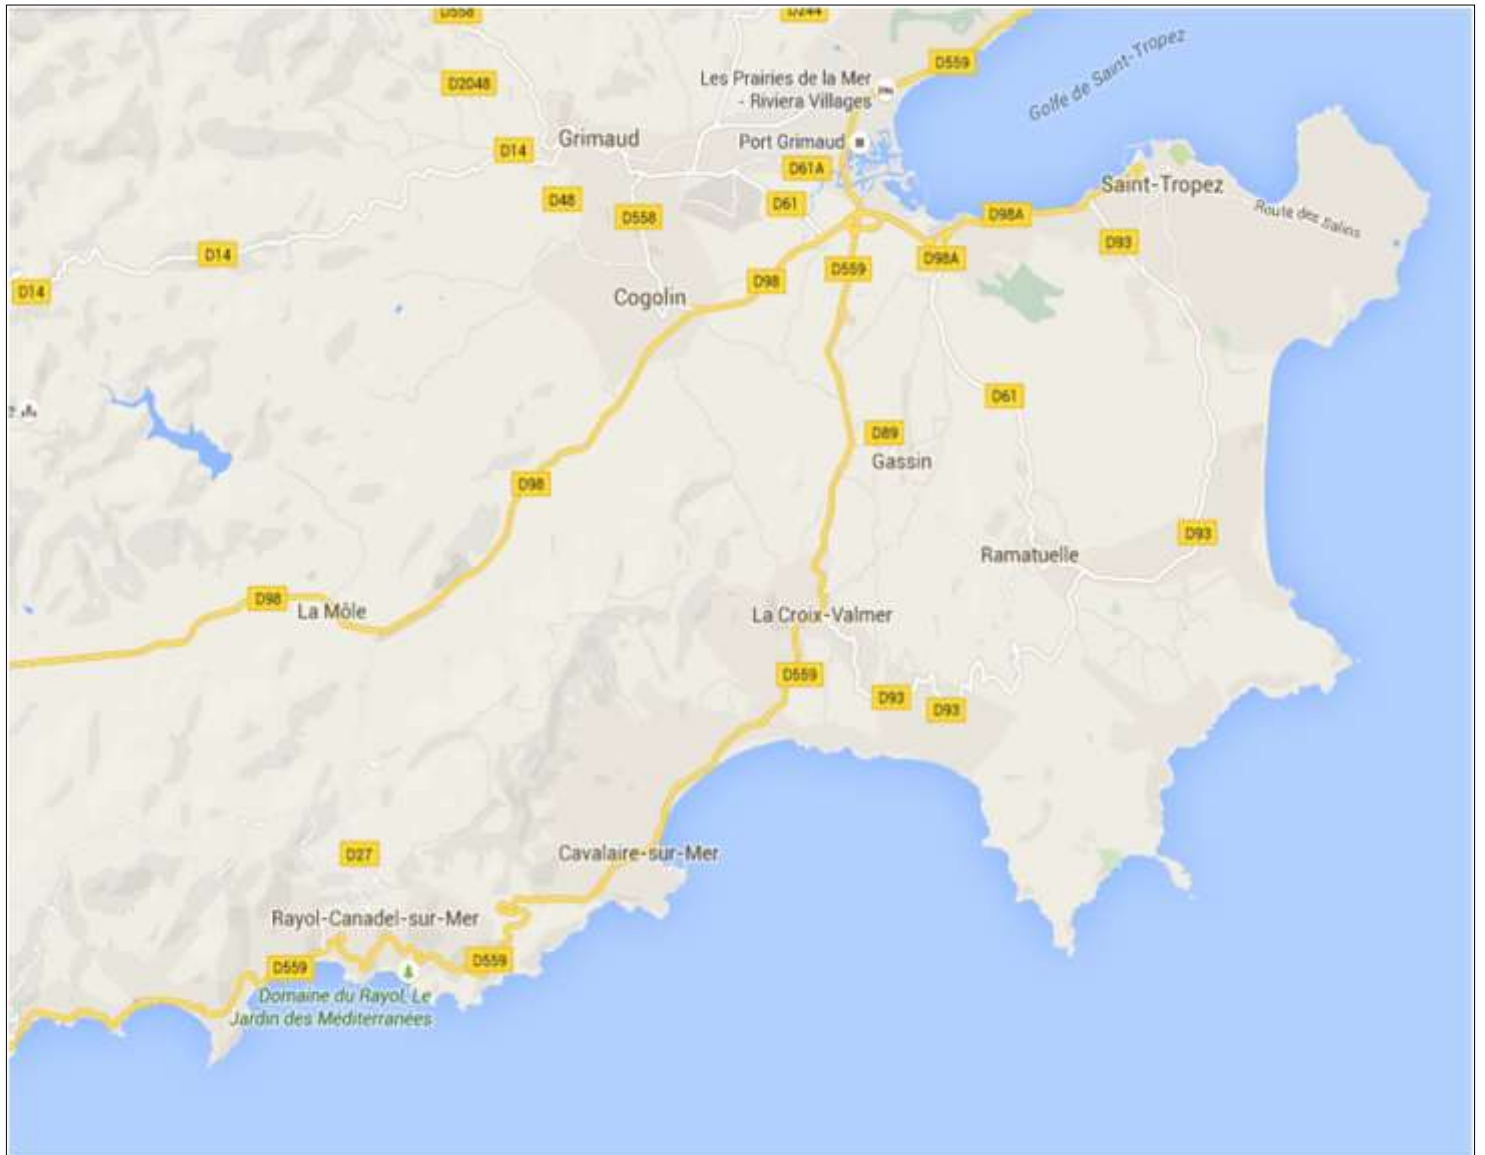 D558
D244
D2048
D559
Golfe de Saint-Tropez
Les Prairies de la Mer
- Riviera Villages
Grimaud
Port Grimaud
D14
D61A
Saint-Tropez
D48
D61
D558
D98A
Route des Salins
D93
D14
D98A
D559
D98
D14
Cogolin
D61
D89
Gassin
D98
D93
Ramatuelle
D98
La Môle
La Croix-Valmer
D559
D93
D93
D27
Cavalaire-sur-Mer
Rayol-Canadel-sur-Mer
D559
D559
Domaine du Rayol, Le
Jardin des Méditerranées